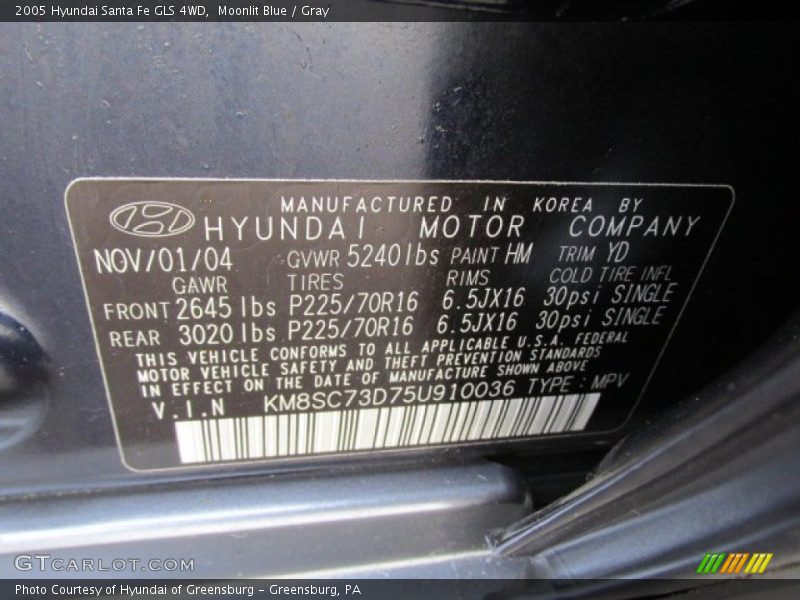 2005 Hyundai Santa Fe GLS 4WD, Moonlit Blue / Gray
MANUFACTURED IN KOREA BY
HYUNDAI MOTOR COMPANY
NOV/01/04 GVWR 5240lbs PAINT HM TRIM YD
GAWR TIRES RIMS COLD TIRE INFL
FRONT 2645 lbs P225/70R16 6.5JX16 30psi SINGLE
REAR 3020 lbs P225/70R16 6.5JX16 30psi SINGLE
THIS VEHICLE CONFORMS TO ALL APPLICABLE U.S.A. FEDERAL
MOTOR VEHICLE SAFETY AND THEFT PREVENTION STANDARDS
IN EFFECT ON THE DATE OF MANUFACTURE SHOWN ABOVE
V.I.N KM8SC73D75U910036 TYPE : MPV
GTCARLOT.COM
Photo Courtesy of Hyundai of Greensburg - Greensburg, PA